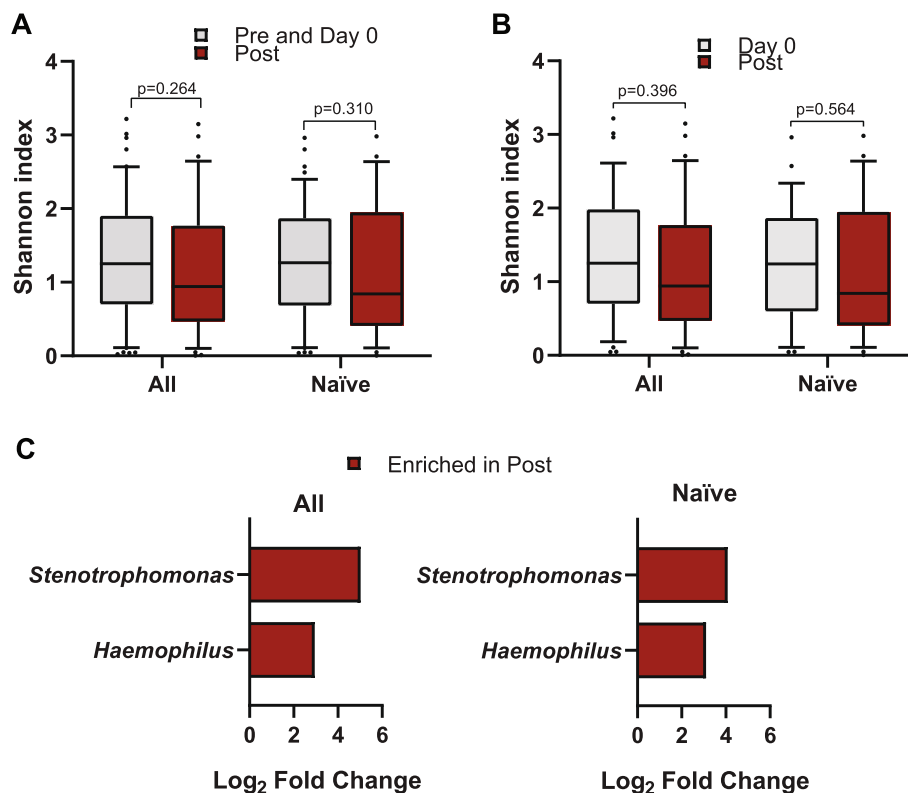 A
Pre and Day 0
Post
Shannon index
4
3
2
1
0
p=0.264
p=0.310
All
Naïve
B
Day 0
Post
Shannon index
4
3
2
1
0
p=0.396
p=0.564
All
Naïve
C
Enriched in Post
All
Stenotrophomonas
Haemophilus
0 2 4 6
Log₂ Fold Change
Naïve
Stenotrophomonas
Haemophilus
0 2 4 6
Log₂ Fold Change